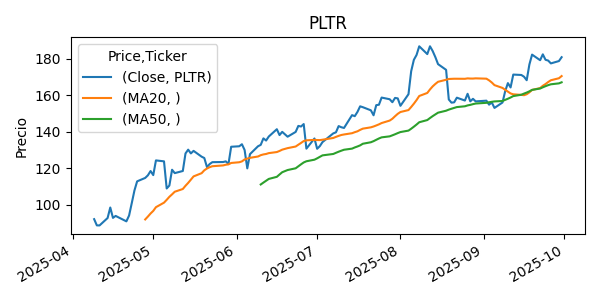 PLTR
Price,Ticker
(Close, PLTR)
(MA20, )
(MA50, )
Precio
180
160
140
120
100
2025-04
2025-05
2025-06
2025-07
2025-08
2025-09
2025-10